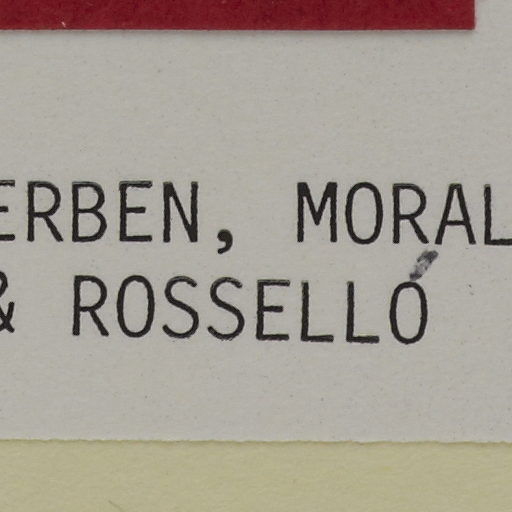 ERBEN, MORAL
& ROSSELLÓ